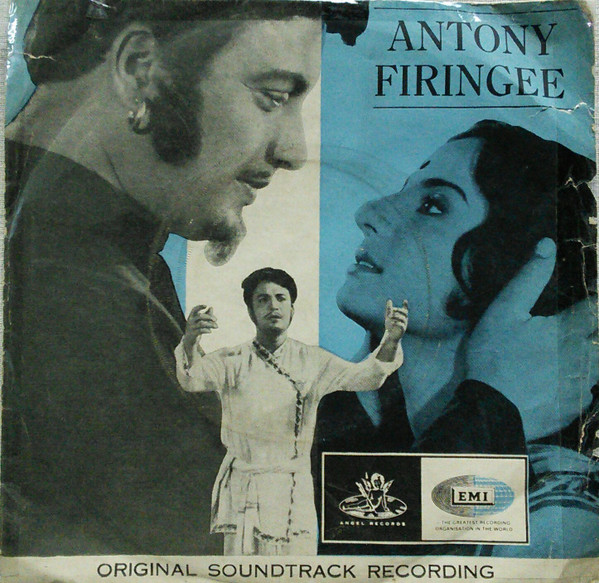 ANTONY
FIRINGEE
ANGEL RECORDS
EMI
THE GREATEST RECORDING
ORGANISATION IN THE WORLD
ORIGINAL SOUNDTRACK RECORDING